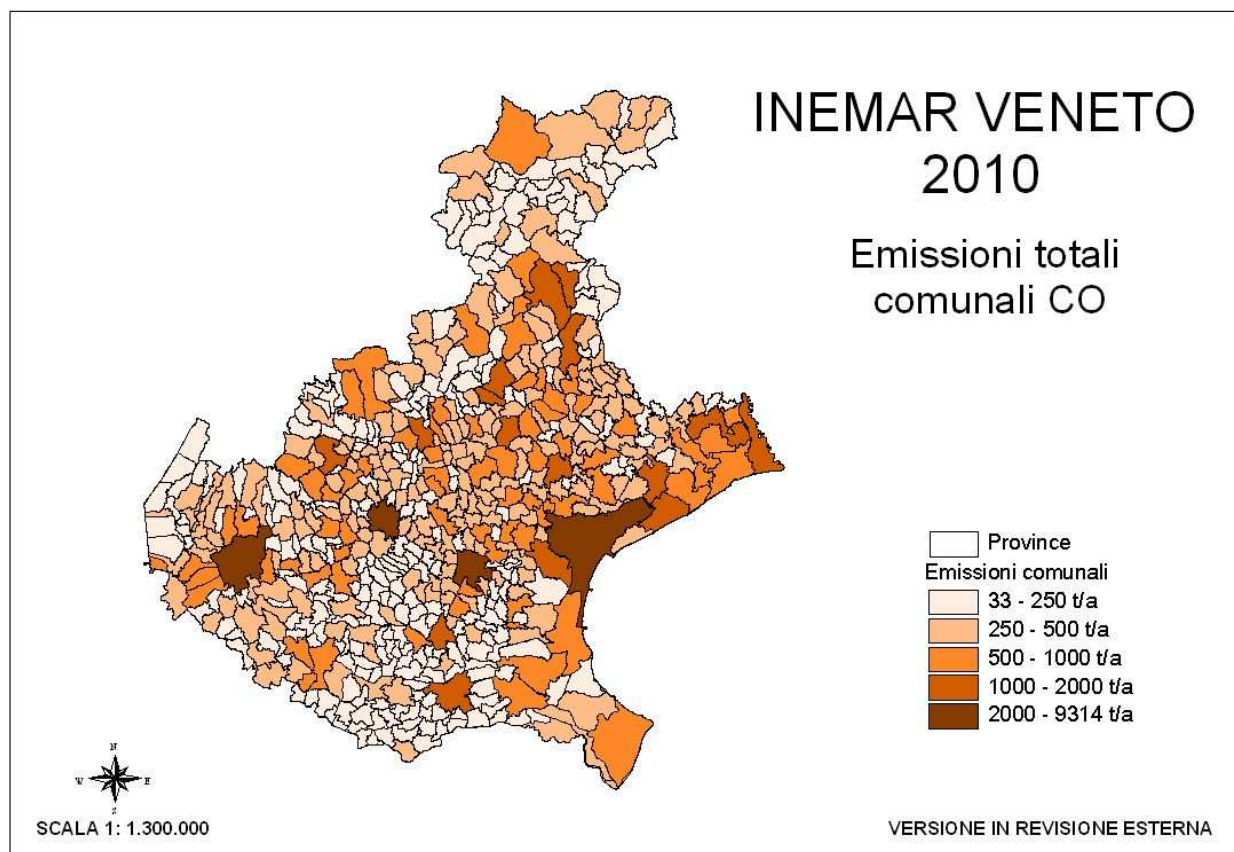 INEMAR VENETO
2010
Emissioni totali
comunali CO
Province
Emissioni comunali
33 - 250 t/a
250 - 500 t/a
500 - 1000 t/a
1000 - 2000 t/a
2000 - 9314 t/a
N
W E
S
SCALA 1: 1.300.000
VERSIONE IN REVISIONE ESTERNA